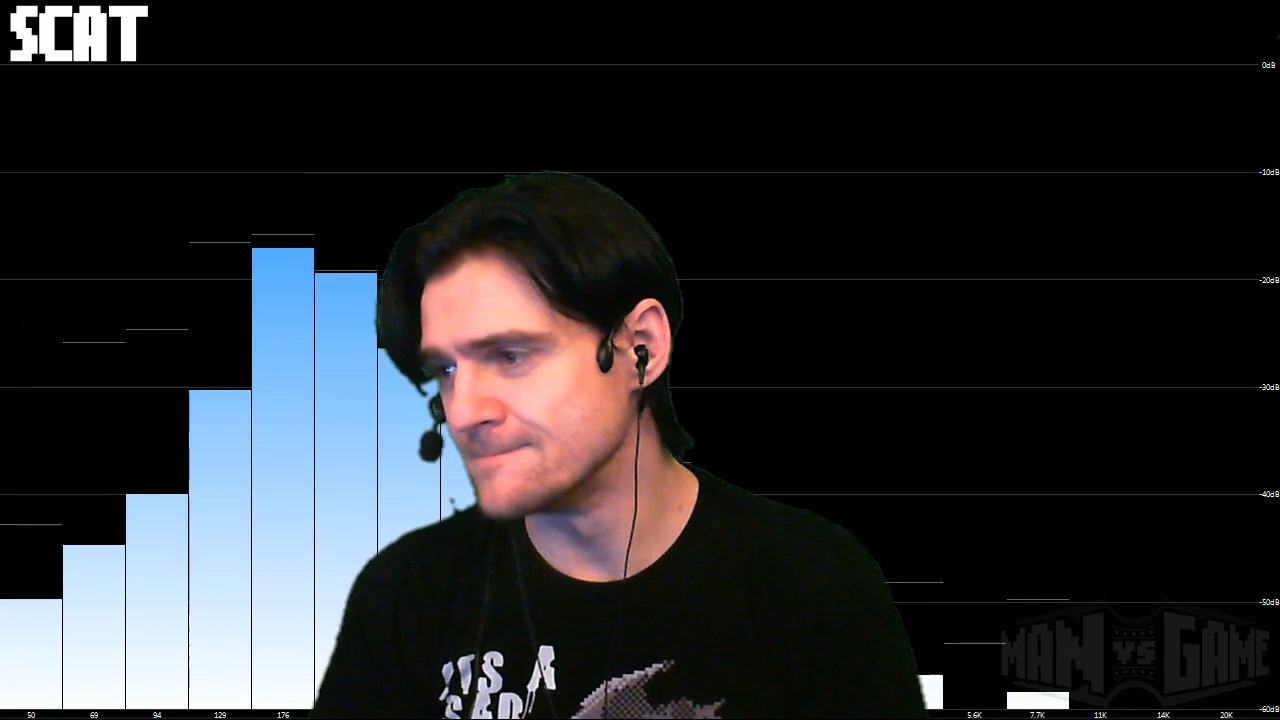 SCAT
0dB
-10dB
-20dB
-30dB
-40dB
-50dB
MAN VS GAME
ITS A
-60dB
50 69 94 129 176 5.6K 7.7K 11K 14K 20K